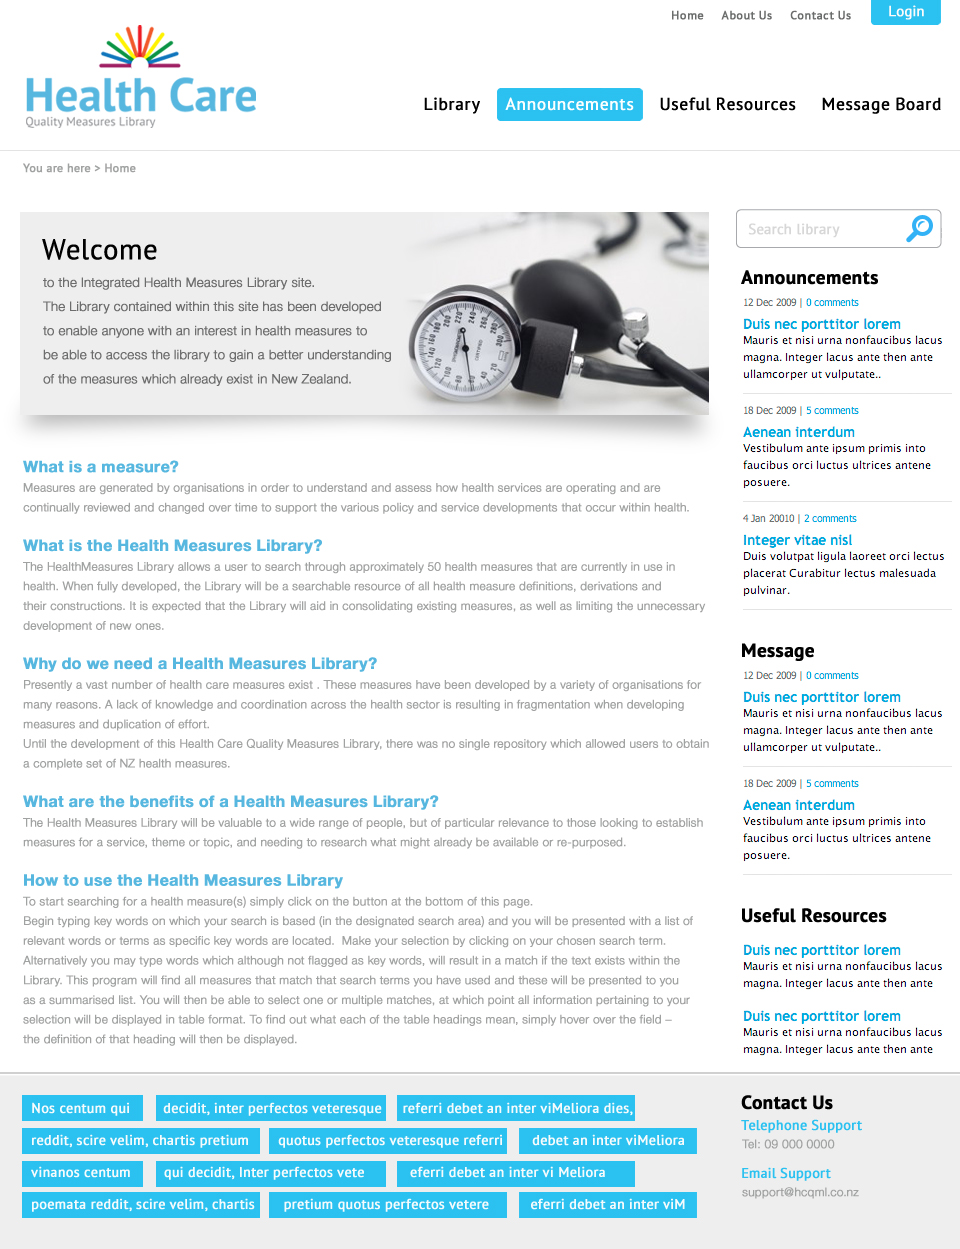 Home About Us Contact Us Login
Health Care
Quality Measures Library
Library Announcements Useful Resources Message Board
You are here > Home
Search library
Welcome
to the Integrated Health Measures Library site.
The Library contained within this site has been developed
to enable anyone with an interest in health measures to
be able to access the library to gain a better understanding
of the measures which already exist in New Zealand.
What is a measure?
Measures are generated by organisations in order to understand and assess how health services are operating and are
continually reviewed and changed over time to support the various policy and service developments that occur within health.
What is the Health Measures Library?
The HealthMeasures Library allows a user to search through approximately 50 health measures that are currently in use in
health. When fully developed, the Library will be a searchable resource of all health measure definitions, derivations and
their constructions. It is expected that the Library will aid in consolidating existing measures, as well as limiting the unnecessary
development of new ones.
Why do we need a Health Measures Library?
Presently a vast number of health care measures exist . These measures have been developed by a variety of organisations for
many reasons. A lack of knowledge and coordination across the health sector is resulting in fragmentation when developing
measures and duplication of effort.
Until the development of this Health Care Quality Measures Library, there was no single repository which allowed users to obtain
a complete set of NZ health measures.
What are the benefits of a Health Measures Library?
The Health Measures Library will be valuable to a wide range of people, but of particular relevance to those looking to establish
measures for a service, theme or topic, and needing to research what might already be available or re-purposed.
How to use the Health Measures Library
To start searching for a health measure(s) simply click on the button at the bottom of this page.
Begin typing key words on which your search is based (in the designated search area) and you will be presented with a list of
relevant words or terms as specific key words are located. Make your selection by clicking on your chosen search term.
Alternatively you may type words which although not flagged as key words, will result in a match if the text exists within the
Library. This program will find all measures that match that search terms you have used and these will be presented to you
as a summarised list. You will then be able to select one or multiple matches, at which point all information pertaining to your
selection will be displayed in table format. To find out what each of the table headings mean, simply hover over the field –
the definition of that heading will then be displayed.
Announcements
12 Dec 2009 | 0 comments
Duis nec porttitor lorem
Mauris et nisi urna nonfaucibus lacus
magna. Integer lacus ante then ante
ullamcorper ut vulputate..
18 Dec 2009 | 5 comments
Aenean interdum
Vestibulum ante ipsum primis into
faucibus orci luctus ultrices antene
posuere.
4 Jan 20010 | 2 comments
Integer vitae nisl
Duis volutpat ligula laoreet orci lectus
placerat Curabitur lectus malesuada
pulvinar.
Message
12 Dec 2009 | 0 comments
Duis nec porttitor lorem
Mauris et nisi urna nonfaucibus lacus
magna. Integer lacus ante then ante
ullamcorper ut vulputate..
18 Dec 2009 | 5 comments
Aenean interdum
Vestibulum ante ipsum primis into
faucibus orci luctus ultrices antene
posuere.
Useful Resources
Duis nec porttitor lorem
Mauris et nisi urna nonfaucibus lacus
magna. Integer lacus ante then ante
Duis nec porttitor lorem
Mauris et nisi urna nonfaucibus lacus
magna. Integer lacus ante then ante
Nos centum qui decidit, inter perfectos veteresque referri debet an inter viMeliora dies,
reddit, scire velim, chartis pretium quotus perfectos veteresque referri debet an inter viMeliora
vinanos centum qui decidit, Inter perfectos vete eferri debet an inter vi Meliora
poemata reddit, scire velim, chartis pretium quotus perfectos vetere eferri debet an inter viM
Contact Us
Telephone Support
Tel: 09 000 0000
Email Support
support@hcqml.co.nz